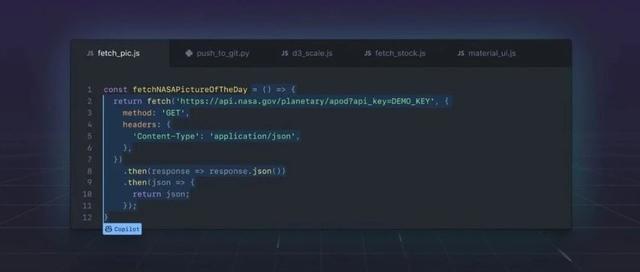 JS fetch_pic.js push_to_git.py JS d3_scale.js JS fetch_stock.js JS material_ui.js
1 const fetchNASAPictureOfTheDay = () => {
2 return fetch('https://api.nasa.gov/planetary/apod?api_key=DEMO_KEY', {
3 method: 'GET',
4 headers: {
5 'Content-Type': 'application/json',
6 },
7 })
8 .then(response => response.json())
9 .then(json => {
10 return json;
11 });
12 }
Copilot